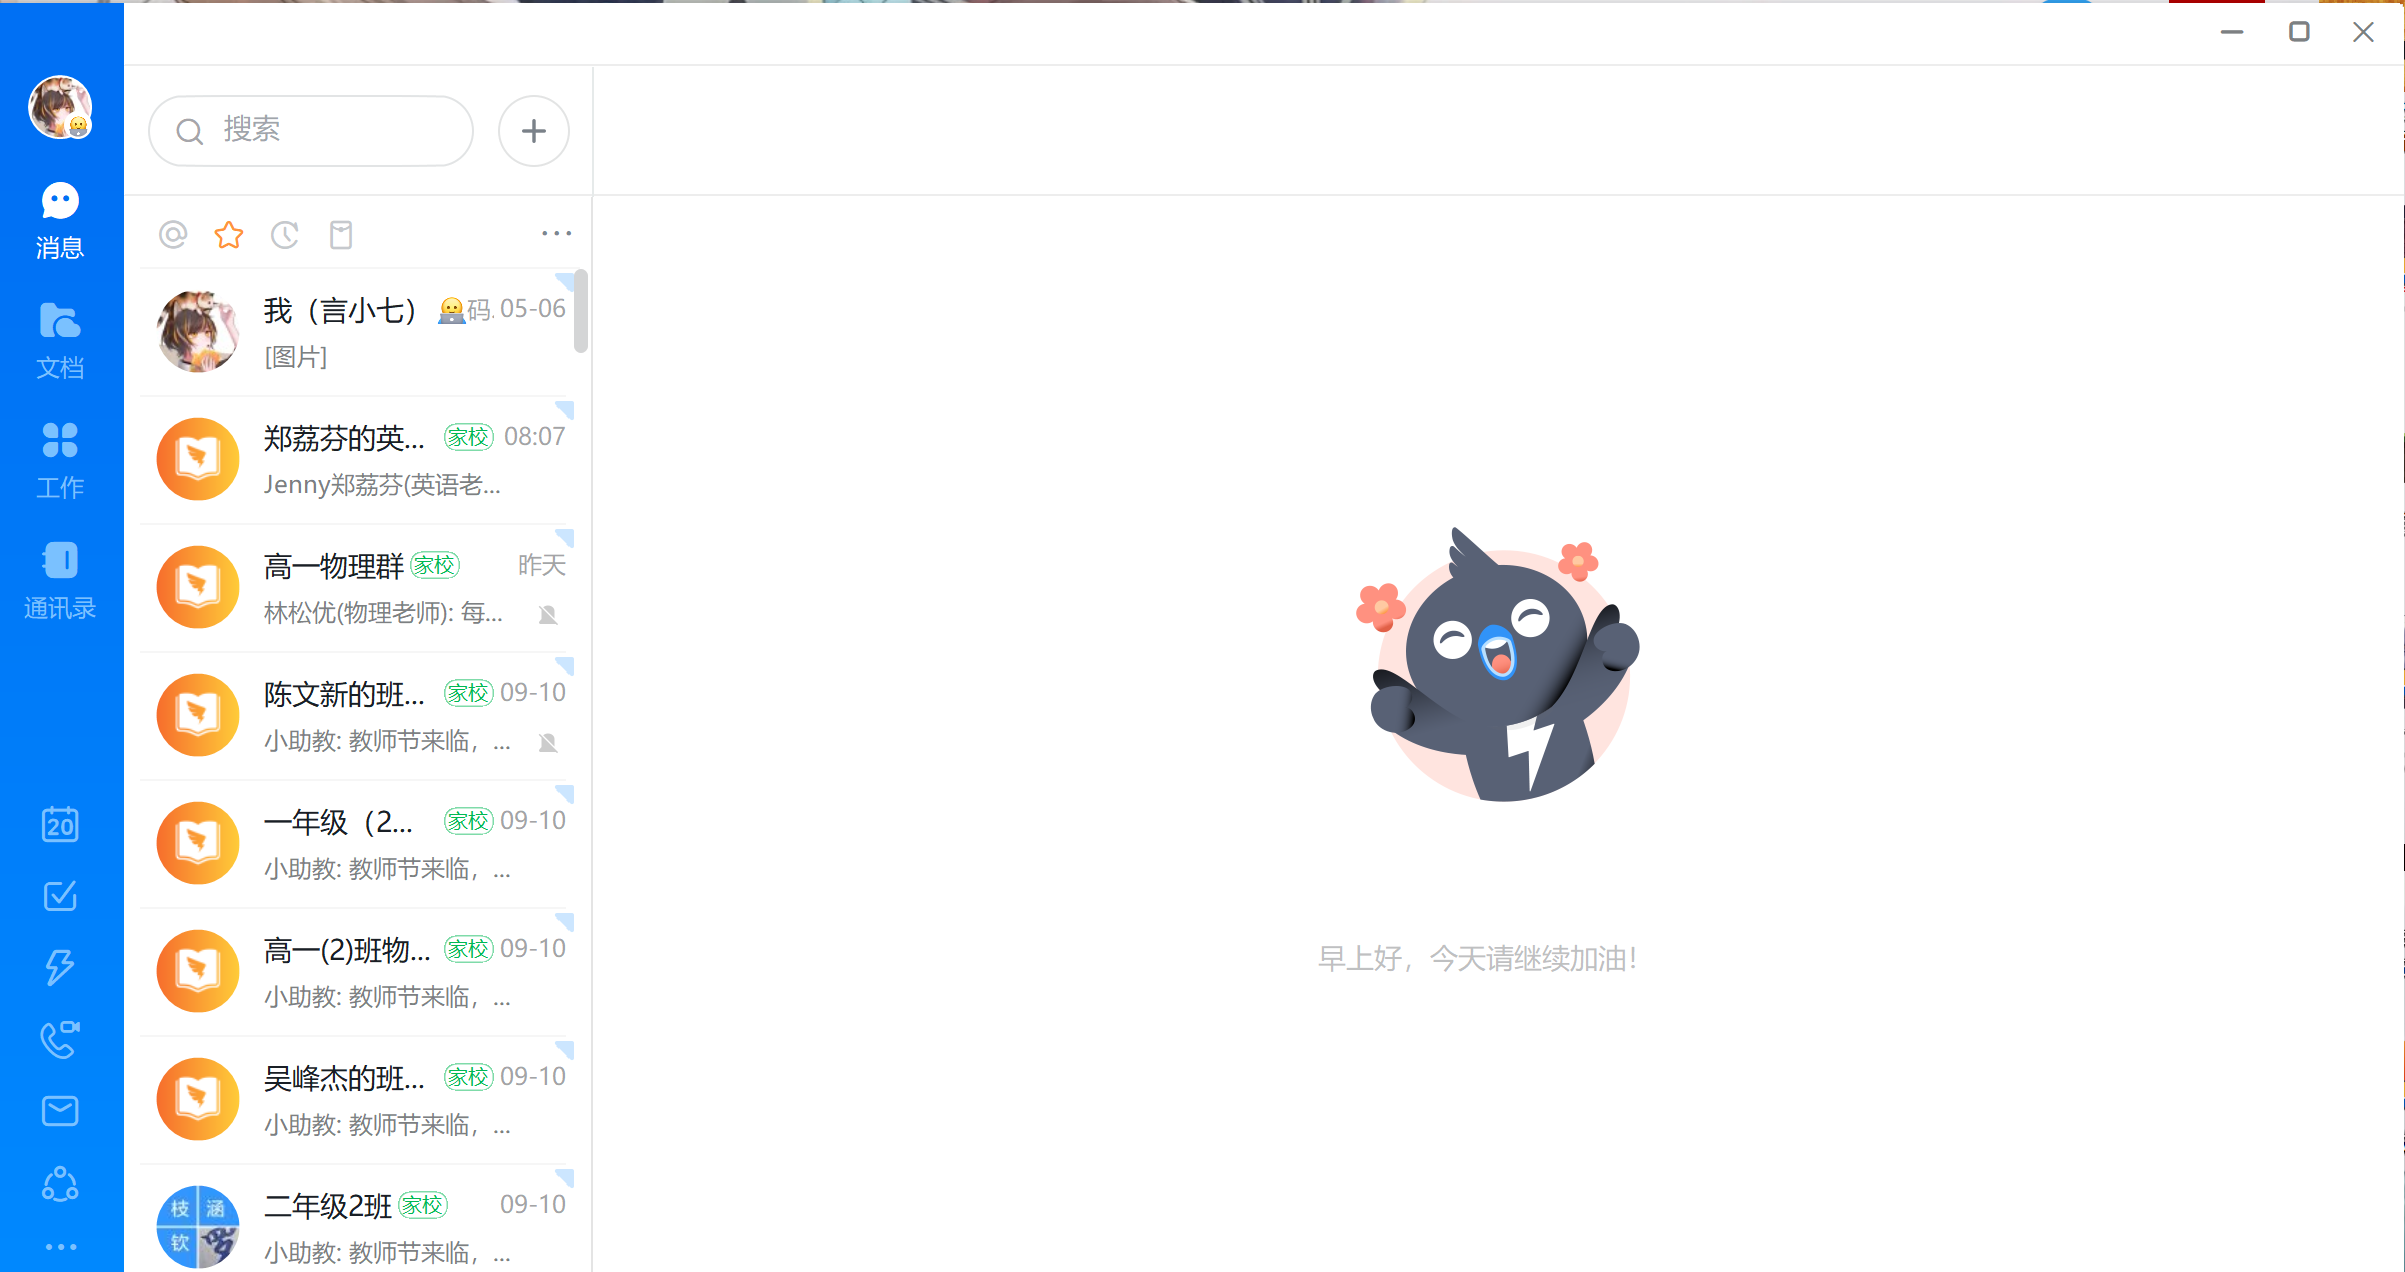 搜索
消息
文档
工作
通讯录
20
我（言小七） 码. 05-06
[图片]
郑荔芬的英... 家校 08:07
Jenny郑荔芬(英语老...
高一物理群 家校 昨天
林松优(物理老师): 每...
陈文新的班... 家校 09-10
小助教: 教师节来临，...
一年级（2... 家校 09-10
小助教: 教师节来临，...
高一(2)班物... 家校 09-10
小助教: 教师节来临，...
吴峰杰的班... 家校 09-10
小助教: 教师节来临，...
枝 涵
钦
二年级2班 家校 09-10
小助教: 教师节来临，...
早上好，今天请继续加油！